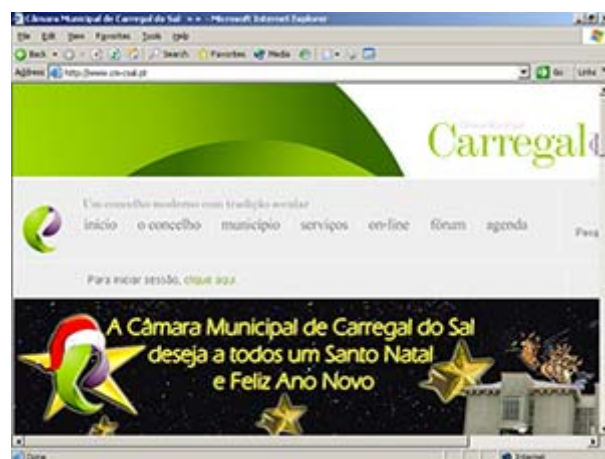 Câmara Municipal de Carregal do Sal - Microsoft Internet Explorer
File Edit View Favorites Tools Help
Back Search Favorites Media
Address http://www.cm-csal.pt Go Links
Câmara Municipal
Carregal d
Um concelho moderno com tradição secular
início o concelho município serviços on-line fórum agenda
Pesq
Para iniciar sessão, clique aqui
A Câmara Municipal de Carregal do Sal
deseja a todos um Santo Natal
e Feliz Ano Novo
Done Internet